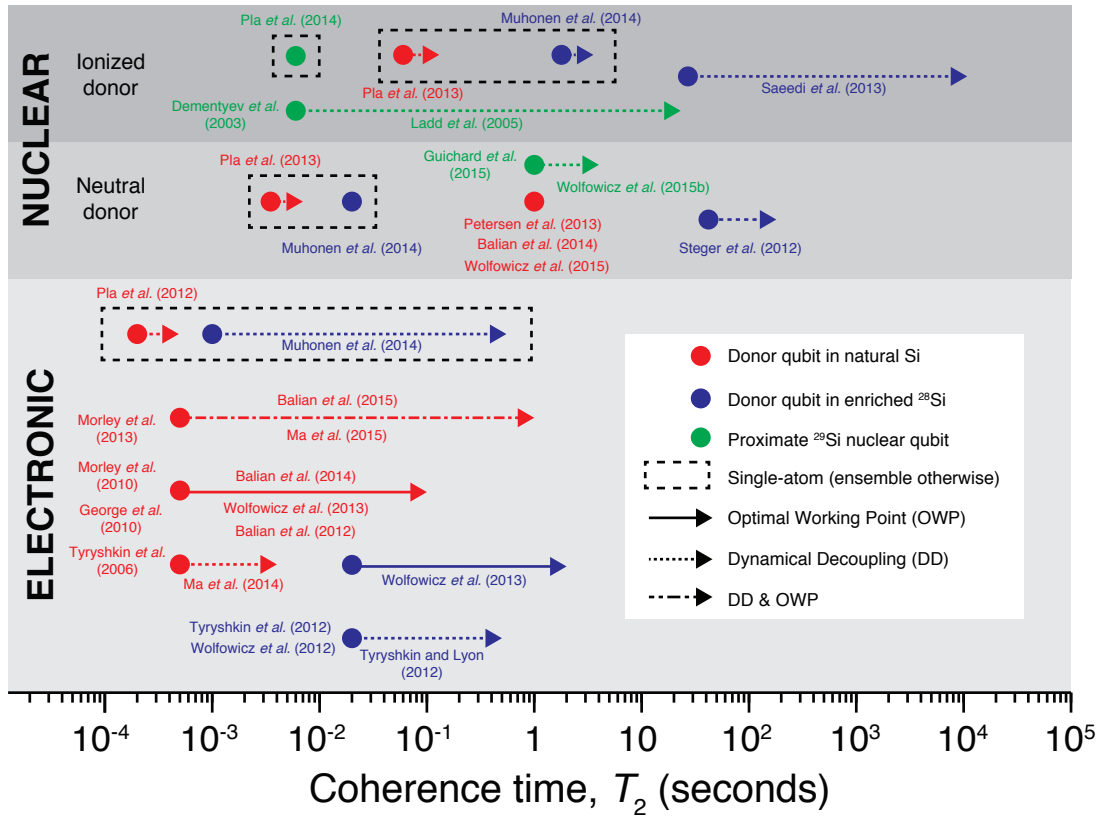 NUCLEAR
Ionized
donor
Pla et al. (2014)
Muhonen et al. (2014)
Pla et al. (2013)
Saeedi et al. (2013)
Dementyev et al.
(2003)
Ladd et al. (2005)
Neutral
donor
Pla et al. (2013)
Muhonen et al. (2014)
Guichard et al.
(2015)
Wolfowicz et al. (2015b)
Petersen et al. (2013)
Balian et al. (2014)
Wolfowicz et al. (2015)
Steger et al. (2012)
ELECTRONIC
Pla et al. (2012)
Muhonen et al. (2014)
Balian et al. (2015)
Morley et al.
(2013)
Ma et al. (2015)
Morley et al.
(2010)
George et al.
(2010)
Balian et al. (2014)
Wolfowicz et al. (2013)
Balian et al. (2012)
Tyryshkin et al.
(2006)
Ma et al. (2014)
Wolfowicz et al. (2013)
Tyryshkin et al. (2012)
Wolfowicz et al. (2012)
Tyryshkin and Lyon
(2012)
Donor qubit in natural Si
Donor qubit in enriched ²⁸Si
Proximate ²⁹Si nuclear qubit
Single-atom (ensemble otherwise)
Optimal Working Point (OWP)
Dynamical Decoupling (DD)
DD & OWP
10⁻⁴ 10⁻³ 10⁻² 10⁻¹ 1 10 10² 10³ 10⁴ 10⁵
Coherence time, T₂ (seconds)